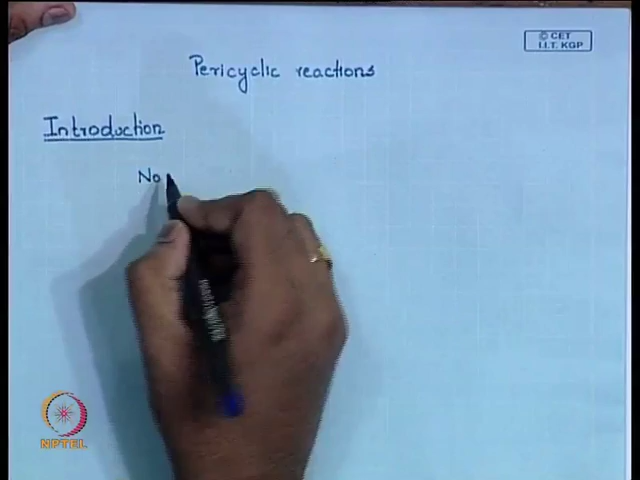 © CET
I.I.T. KGP
Pericyclic reactions
Introduction
No
NPTEL